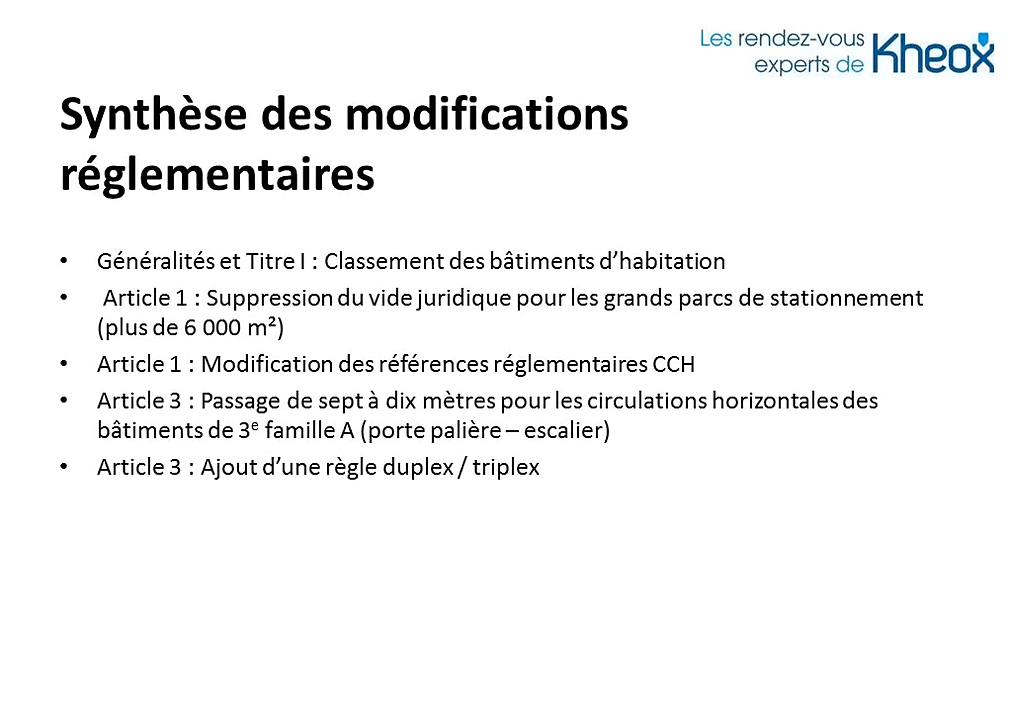 Les rendez-vous
experts de Kheox
Synthèse des modifications
réglementaires
• Généralités et Titre I : Classement des bâtiments d’habitation
• Article 1 : Suppression du vide juridique pour les grands parcs de stationnement
(plus de 6 000 m²)
• Article 1 : Modification des références réglementaires CCH
• Article 3 : Passage de sept à dix mètres pour les circulations horizontales des
bâtiments de 3e famille A (porte palière – escalier)
• Article 3 : Ajout d’une règle duplex / triplex